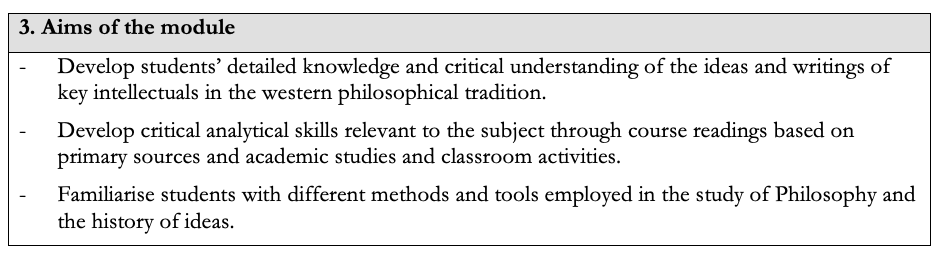 3. Aims of the module
- Develop students’ detailed knowledge and critical understanding of the ideas and writings of
key intellectuals in the western philosophical tradition.
- Develop critical analytical skills relevant to the subject through course readings based on
primary sources and academic studies and classroom activities.
- Familiarise students with different methods and tools employed in the study of Philosophy and
the history of ideas.